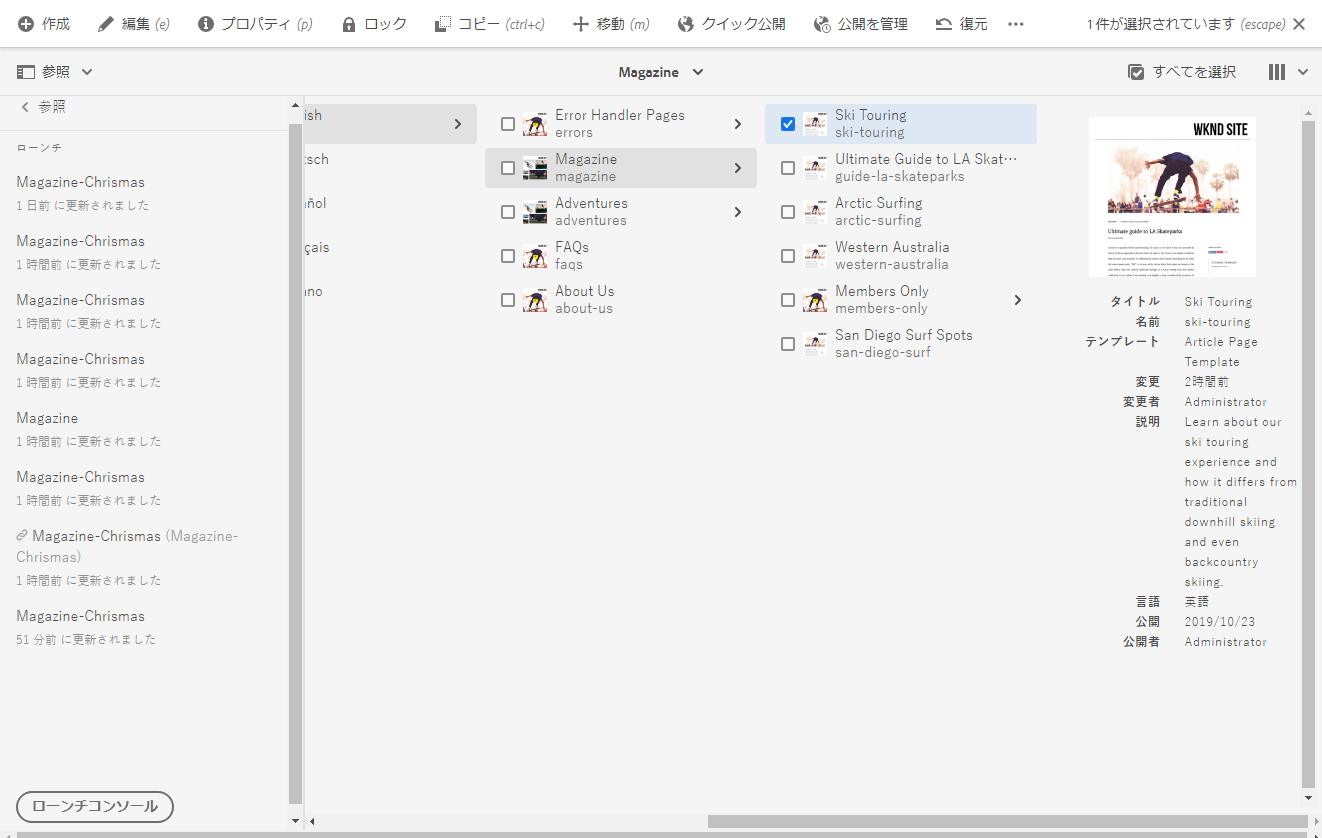 作成 編集 (e) プロパティ (p) ロック コピー (ctrl+c) 移動 (m) クイック公開 公開を管理 復元 ••• 1 件が選択されています (escape)
参照 Magazine すべてを選択
参照
ローンチ
Magazine-Chrismas
1 日前 に更新されました
Magazine-Chrismas
1 時間前 に更新されました
Magazine-Chrismas
1 時間前 に更新されました
Magazine-Chrismas
1 時間前 に更新されました
Magazine
1 時間前 に更新されました
Magazine-Chrismas
1 時間前 に更新されました
Magazine-Chrismas (Magazine-
Chrismas)
1 時間前 に更新されました
Magazine-Chrismas
51 分前 に更新されました
ローンチコンソール
ish
tsch
añol
çais
ano
Error Handler Pages
errors
Magazine
magazine
Adventures
adventures
FAQs
faqs
About Us
about-us
Ski Touring
ski-touring
Ultimate Guide to LA Skat…
guide-la-skateparks
Arctic Surfing
arctic-surfing
Western Australia
western-australia
Members Only
members-only
San Diego Surf Spots
san-diego-surf
WKND SITE
Ultimate guide to LA Skateparks
タイトル Ski Touring
名前 ski-touring
テンプレート Article Page
Template
変更 2時間前
変更者 Administrator
説明 Learn about our
ski touring
experience and
how it differs from
traditional
downhill skiing
and even
backcountry
skiing.
言語 英語
公開 2019/10/23
公開者 Administrator